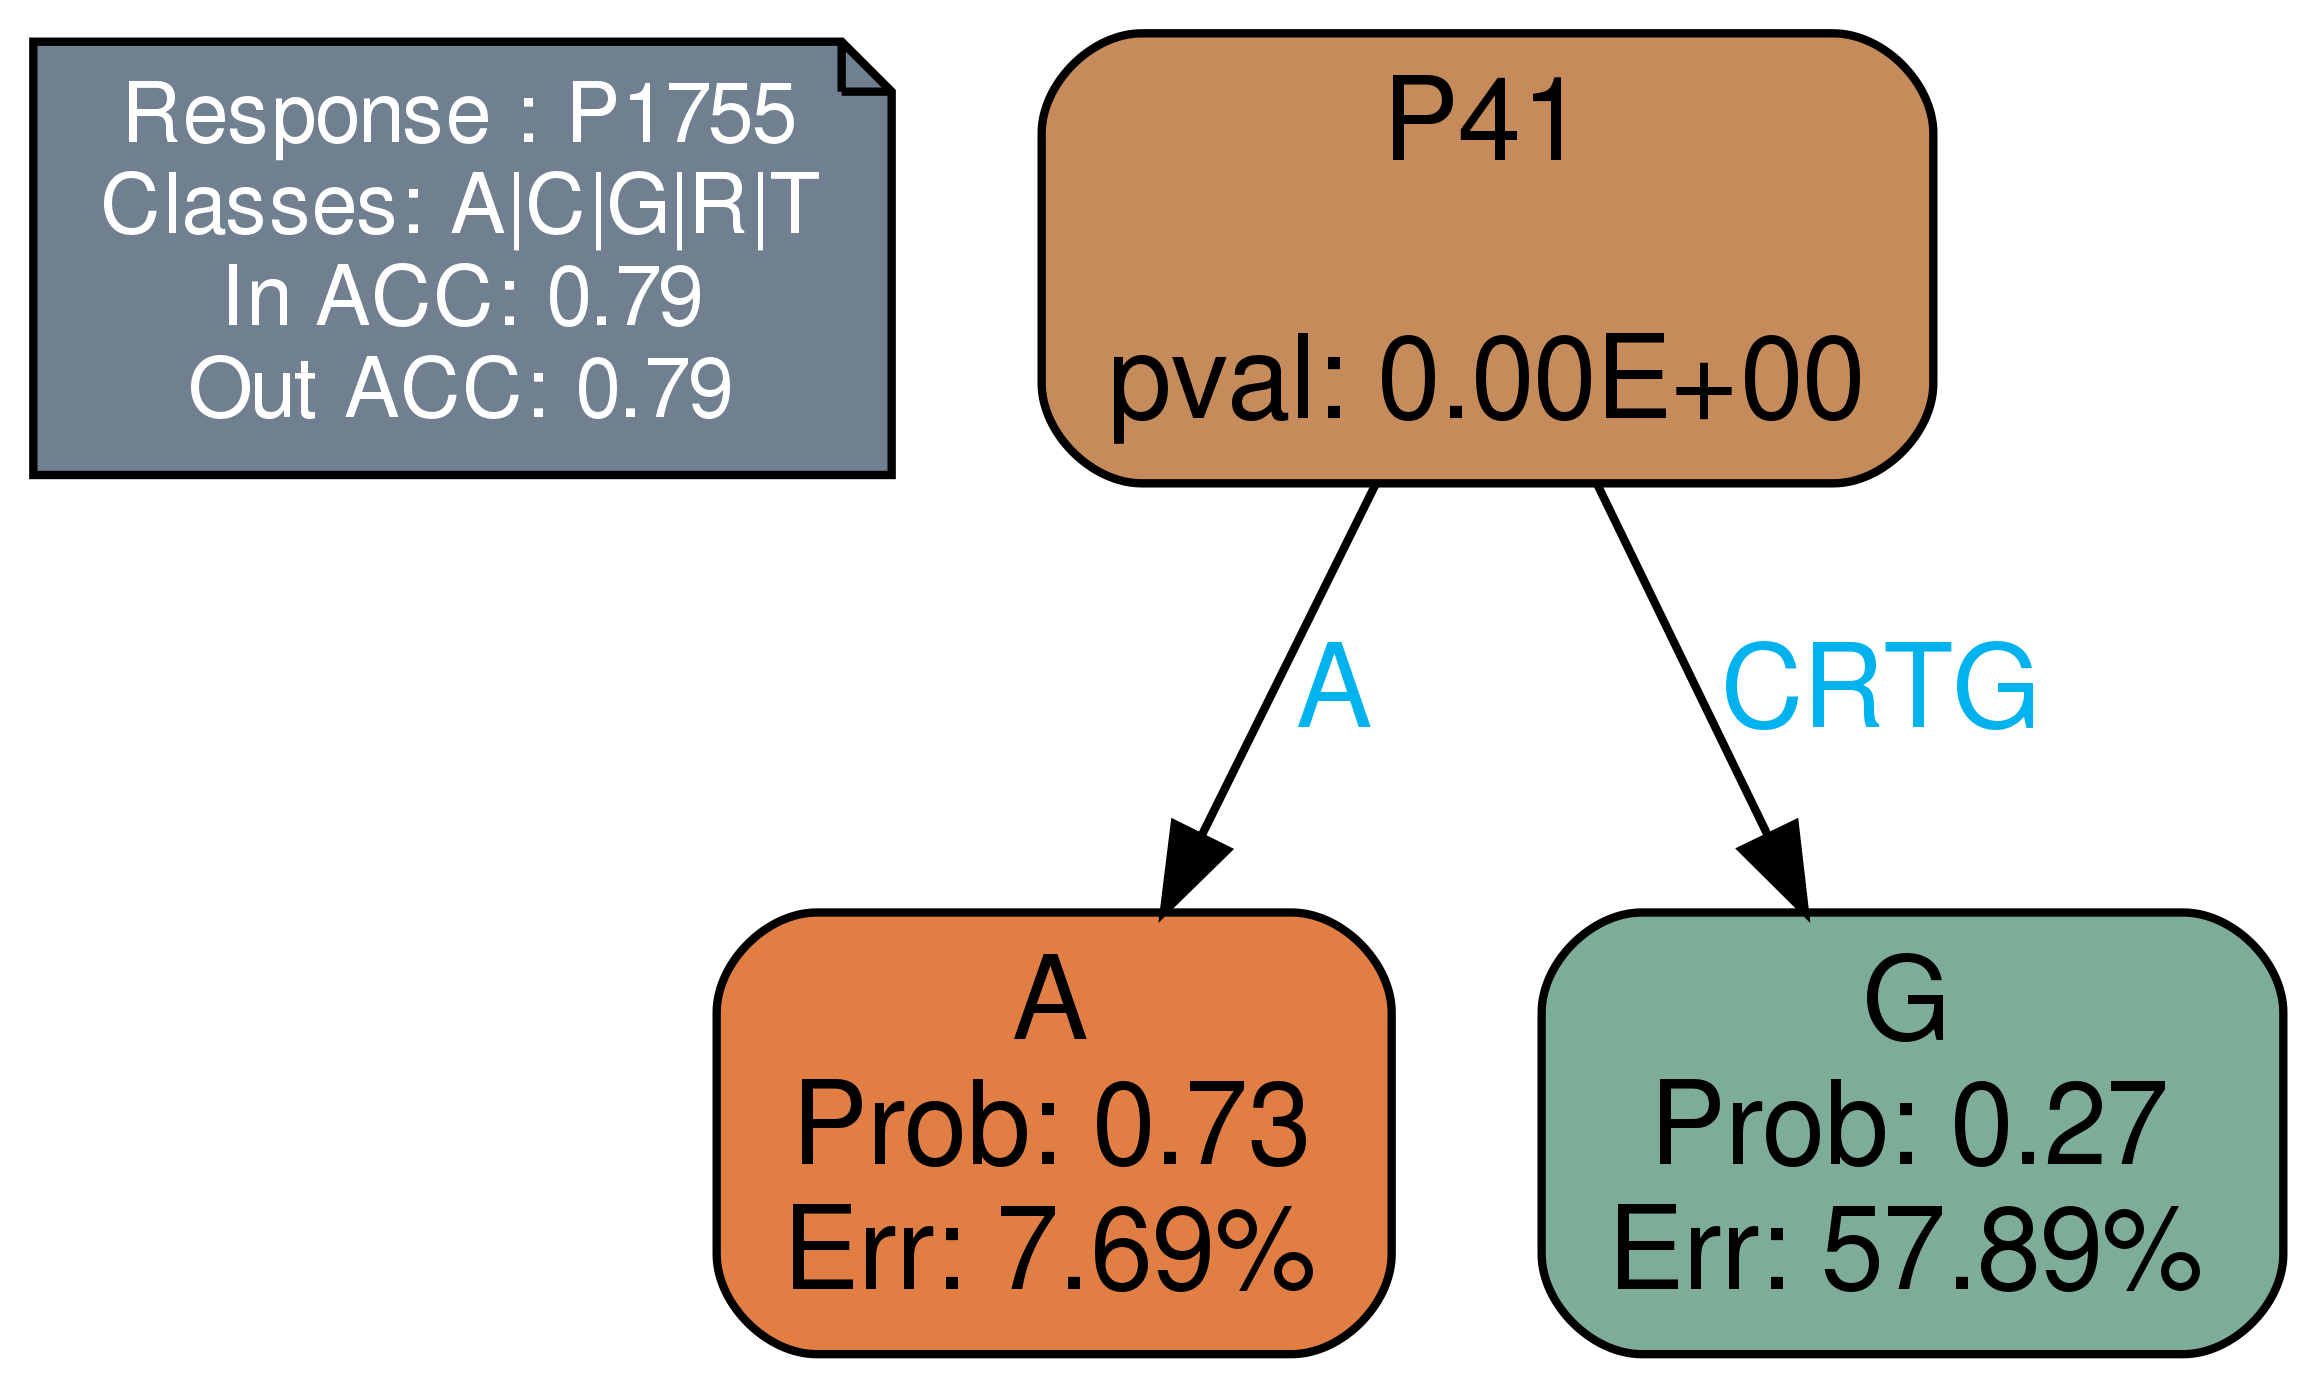 Response : P1755
Classes: A|C|G|R|T
In ACC: 0.79
Out ACC: 0.79
P41
pval: 0.00E+00
A
CRTG
A
Prob: 0.73
Err: 7.69%
G
Prob: 0.27
Err: 57.89%